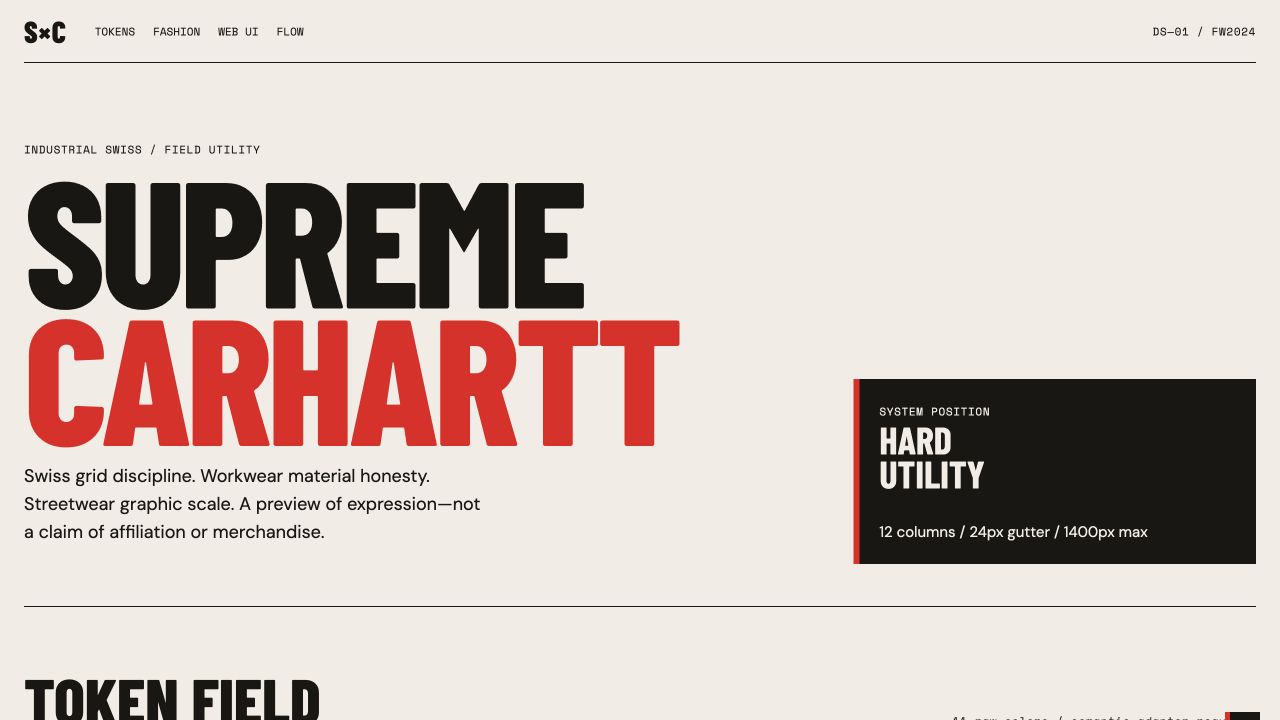 S×C
TOKENS FASHION WEB UI FLOW
DS—01 / FW2024
INDUSTRIAL SWISS / FIELD UTILITY
SUPREME
CARHARTT
Swiss grid discipline. Workwear material honesty.
Streetwear graphic scale. A preview of expression—not
a claim of affiliation or merchandise.
SYSTEM POSITION
HARD
UTILITY
12 columns / 24px gutter / 1400px max
TOKEN FIELD